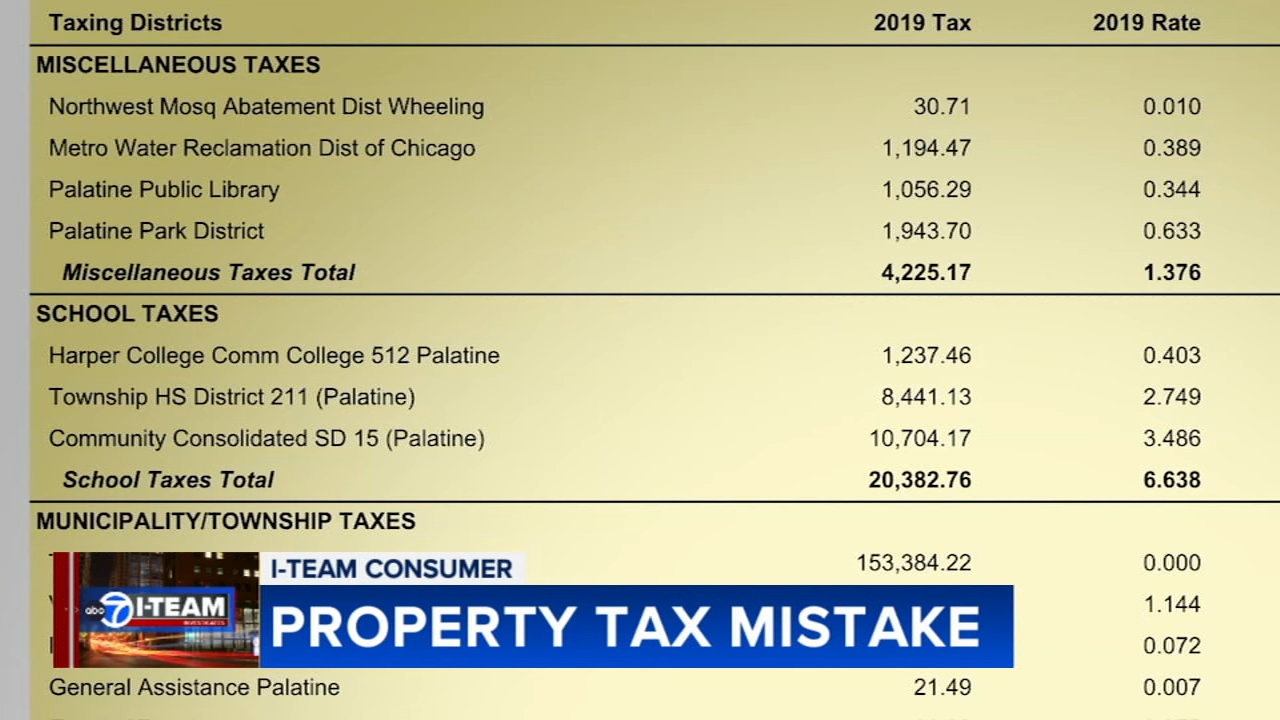 Taxing Districts 2019 Tax 2019 Rate
MISCELLANEOUS TAXES
Northwest Mosq Abatement Dist Wheeling 30.71 0.010
Metro Water Reclamation Dist of Chicago 1,194.47 0.389
Palatine Public Library 1,056.29 0.344
Palatine Park District 1,943.70 0.633
Miscellaneous Taxes Total 4,225.17 1.376
SCHOOL TAXES
Harper College Comm College 512 Palatine 1,237.46 0.403
Township HS District 211 (Palatine) 8,441.13 2.749
Community Consolidated SD 15 (Palatine) 10,704.17 3.486
School Taxes Total 20,382.76 6.638
MUNICIPALITY/TOWNSHIP TAXES
153,384.22 0.000
1.144
0.072
I-TEAM CONSUMER
abc 7 I-TEAM
INVESTIGATES
PROPERTY TAX MISTAKE
General Assistance Palatine 21.49 0.007